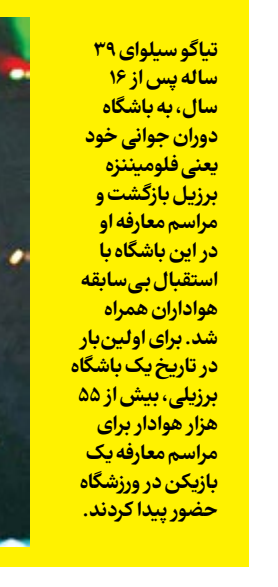 تیاگو سیلوای ۳۹
ساله پس از ۱۶
سال، به باشگاه
دوران جوانی خود
یعنی فلومیننزه
برزیل بازگشت و
مراسم معارفه او
در این باشگاه با
استقبال بی‌سابقه
هواداران همراه
شد. برای اولین‌بار
در تاریخ یک باشگاه
برزیلی، بیش از ۵۵
هزار هوادار برای
مراسم معارفه یک
بازیکن در ورزشگاه
حضور پیدا کردند.